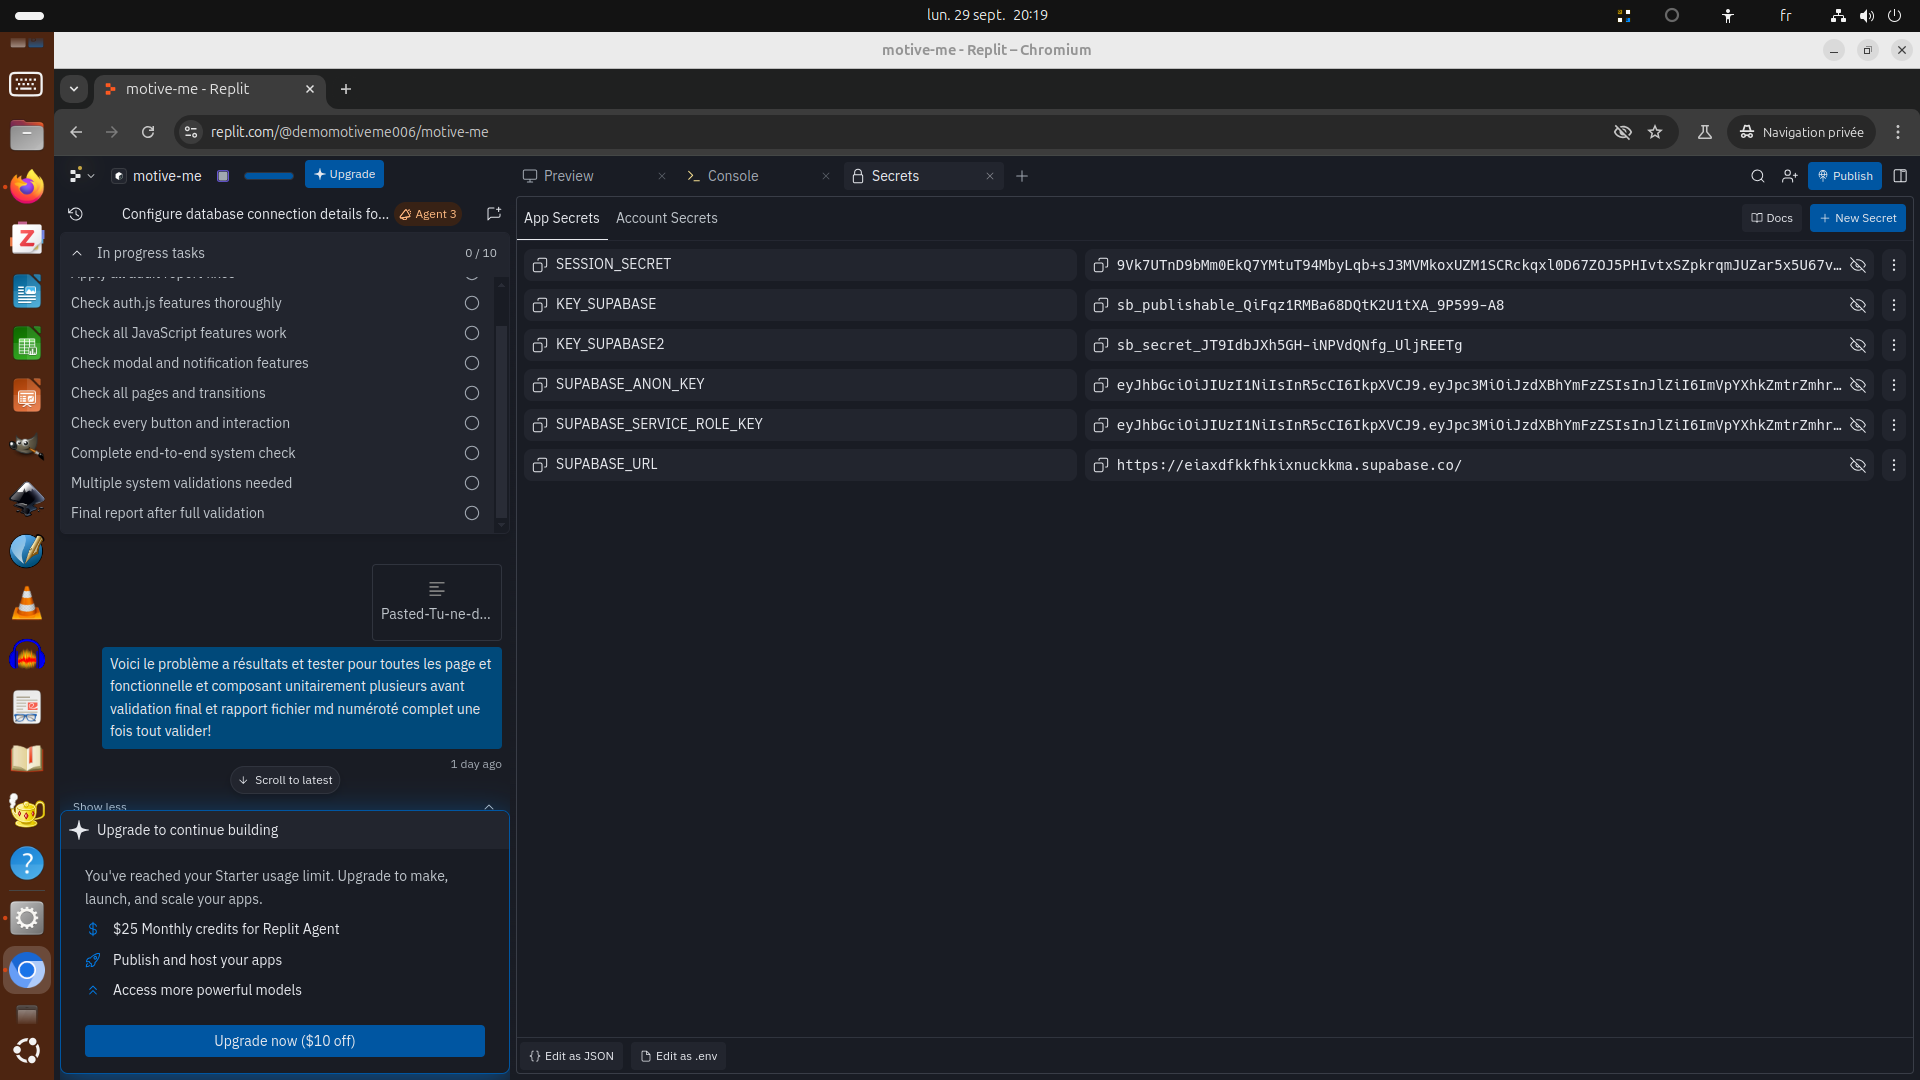 lun. 29 sept. 20:19
fr
motive-me - Replit – Chromium
motive-me - Replit
replit.com/@demomotiveme006/motive-me
Navigation privée
motive-me
Upgrade
Preview
Console
Secrets
Publish
Configure database connection details fo...
Agent 3
App Secrets
Account Secrets
Docs
New Secret
In progress tasks
0 / 10
Check auth.js features thoroughly
Check all JavaScript features work
Check modal and notification features
Check all pages and transitions
Check every button and interaction
Complete end-to-end system check
Multiple system validations needed
Final report after full validation
SESSION_SECRET
9Vk7UTnD9bMm0EkQ7YMtuT94MbyLqb+sJ3MVMkoxUZM1SCRckqxl0D67ZOJ5PHIvtxSZpkrqmJUZar5x5U67v...
KEY_SUPABASE
sb_publishable_QiFqz1RMBa68DQtK2U1tXA_9P599-A8
KEY_SUPABASE2
sb_secret_JT9IdbJXh5GH-iNPVdQNfg_UljREETg
SUPABASE_ANON_KEY
eyJhbGciOiJIUzI1NiIsInR5cCI6IkpXVCJ9.eyJpc3MiOiJzdXBhYmFzZSIsInJlZiI6ImVpYXhkZmtrZmhr...
SUPABASE_SERVICE_ROLE_KEY
eyJhbGciOiJIUzI1NiIsInR5cCI6IkpXVCJ9.eyJpc3MiOiJzdXBhYmFzZSIsInJlZiI6ImVpYXhkZmtrZmhr...
SUPABASE_URL
https://eiaxdfkkfhkixnuckkma.supabase.co/
Pasted-Tu-ne-d...
Voici le problème a résultats et tester pour toutes les page et
fonctionnelle et composant unitairement plusieurs avant
validation final et rapport fichier md numéroté complet une
fois tout valider!
1 day ago
Scroll to latest
Show less
Upgrade to continue building
You've reached your Starter usage limit. Upgrade to make,
launch, and scale your apps.
$25 Monthly credits for Replit Agent
Publish and host your apps
Access more powerful models
Upgrade now ($10 off)
{} Edit as JSON
Edit as .env